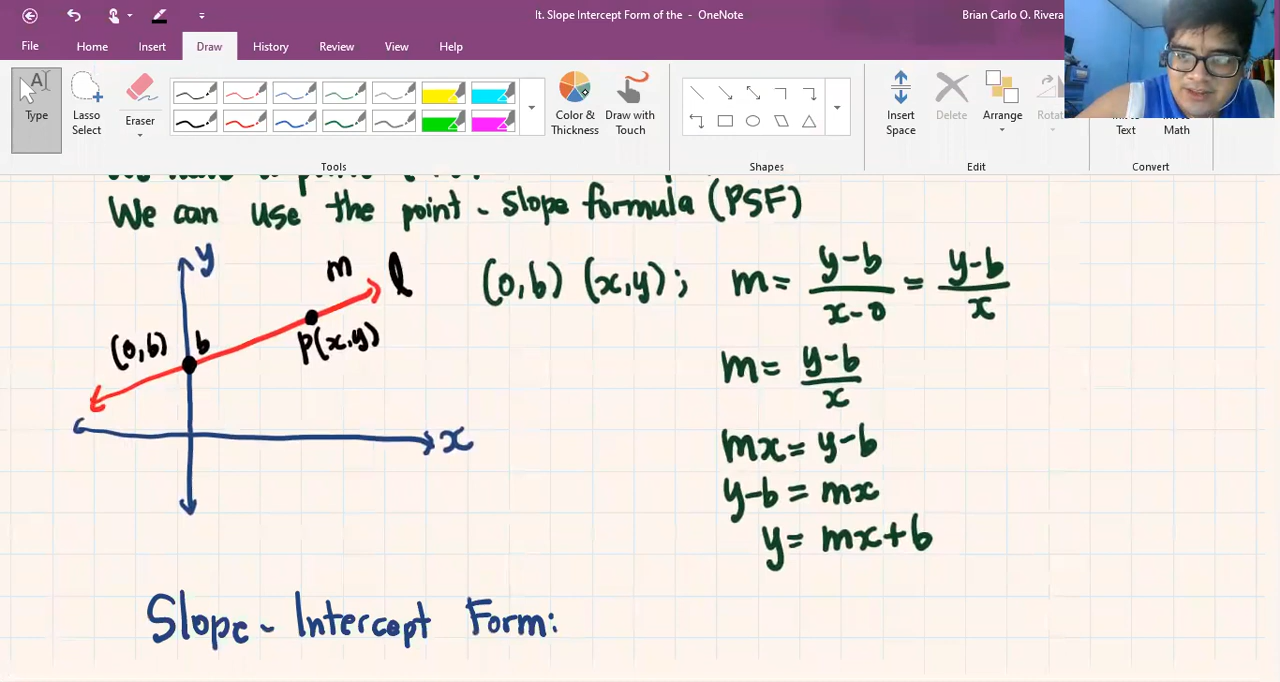 lt. Slope Intercept Form of the - OneNote
Brian Carlo O. Rivera
File Home Insert Draw History Review View Help
Type
Lasso Select
Eraser
Color & Thickness
Draw with Touch
Insert Space
Delete
Arrange
Rotat
Text
Math
Tools Shapes Edit Convert
We can use the point - slope formula (PSF)
y
m l
(0,b) b
P(x,y)
x
(0,b) (x,y); m = y-b / x-0 = y-b / x
m = y-b / x
mx = y-b
y-b = mx
y = mx+b
Slope - Intercept Form: